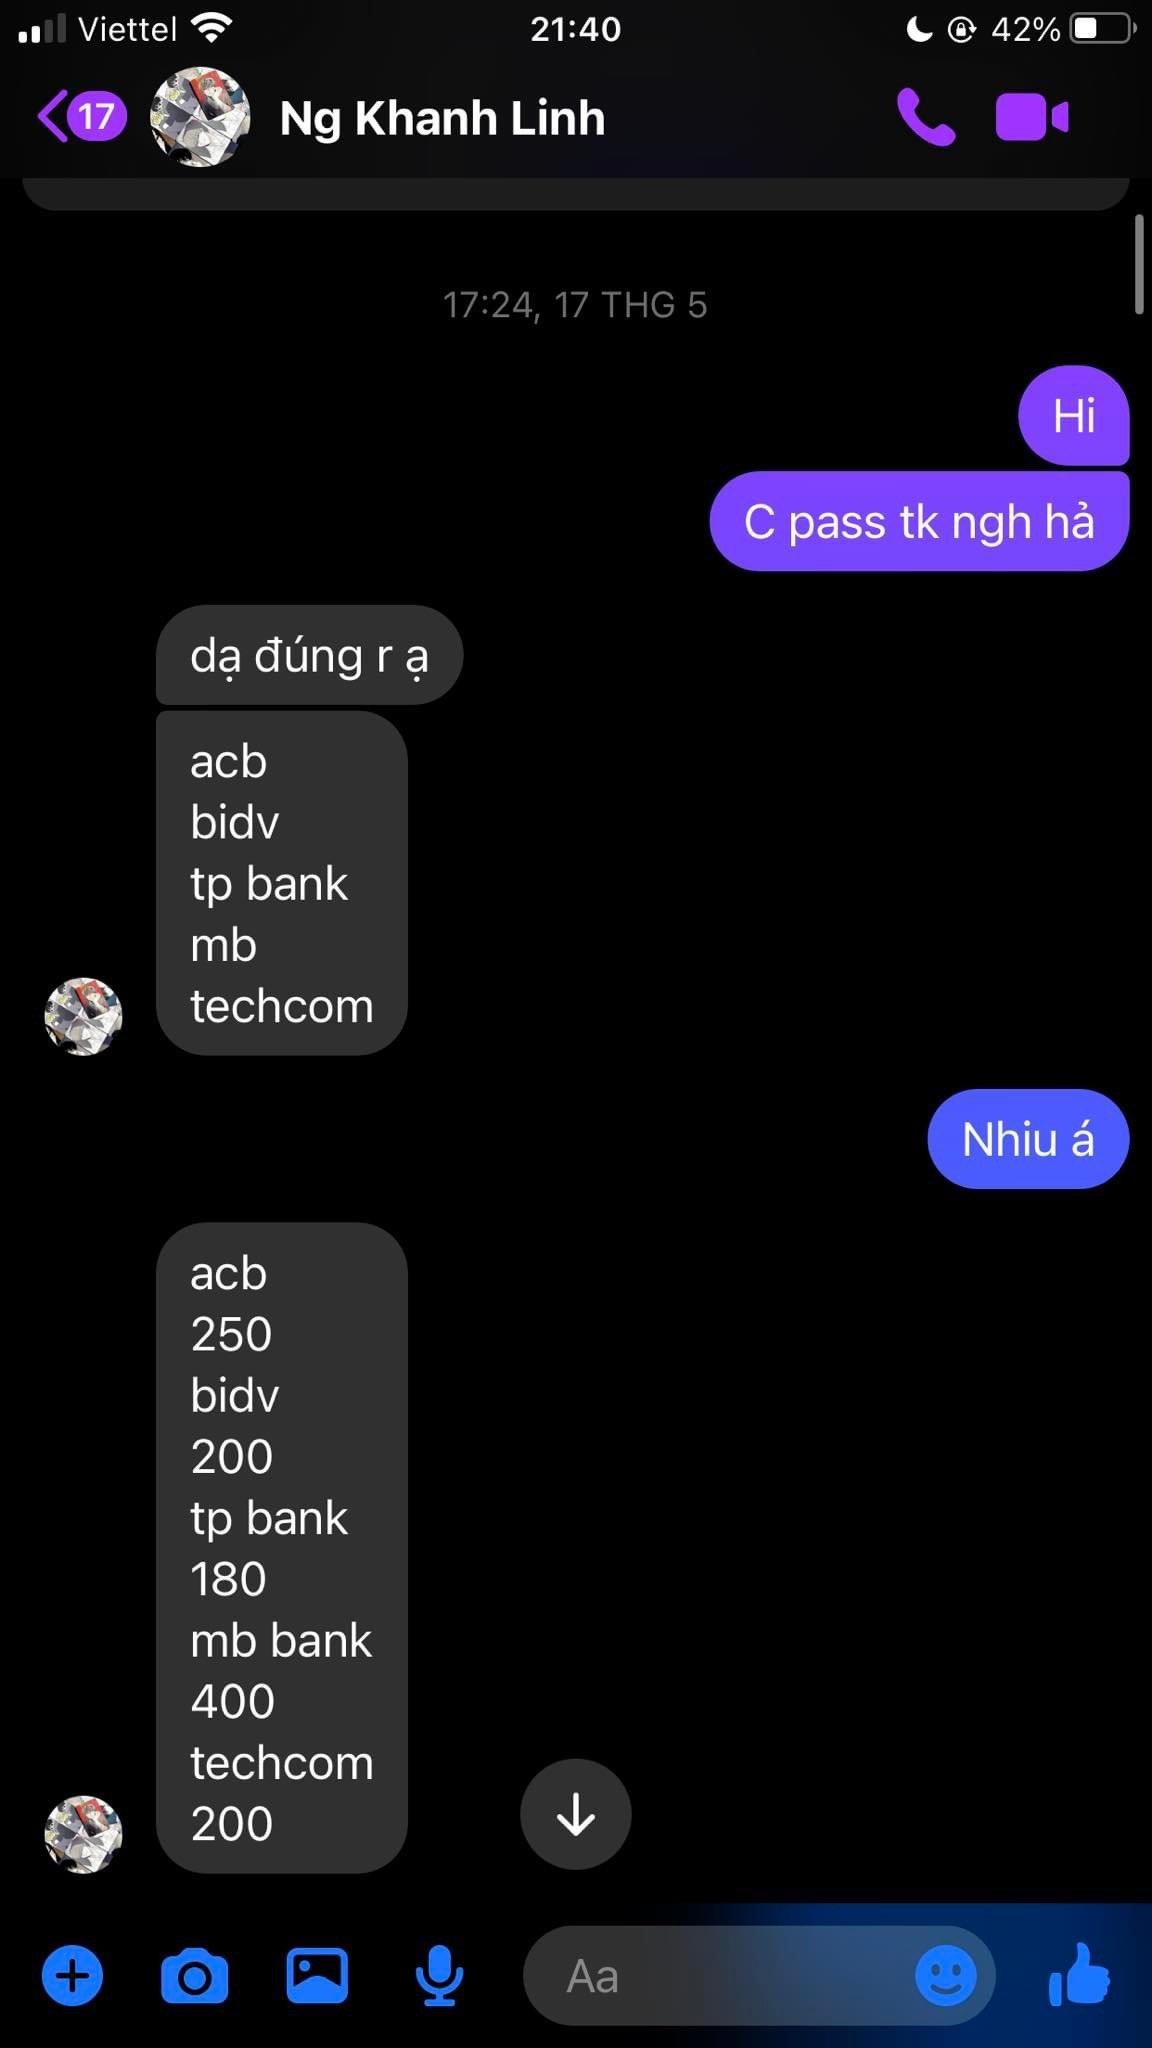 Viettel
21:40
42%
17
Ng Khanh Linh
17:24, 17 THG 5
Hi
C pass tk ngh hả
dạ đúng r ạ
acb
bidv
tp bank
mb
techcom
Nhiu á
acb
250
bidv
200
tp bank
180
mb bank
400
techcom
200
Aa